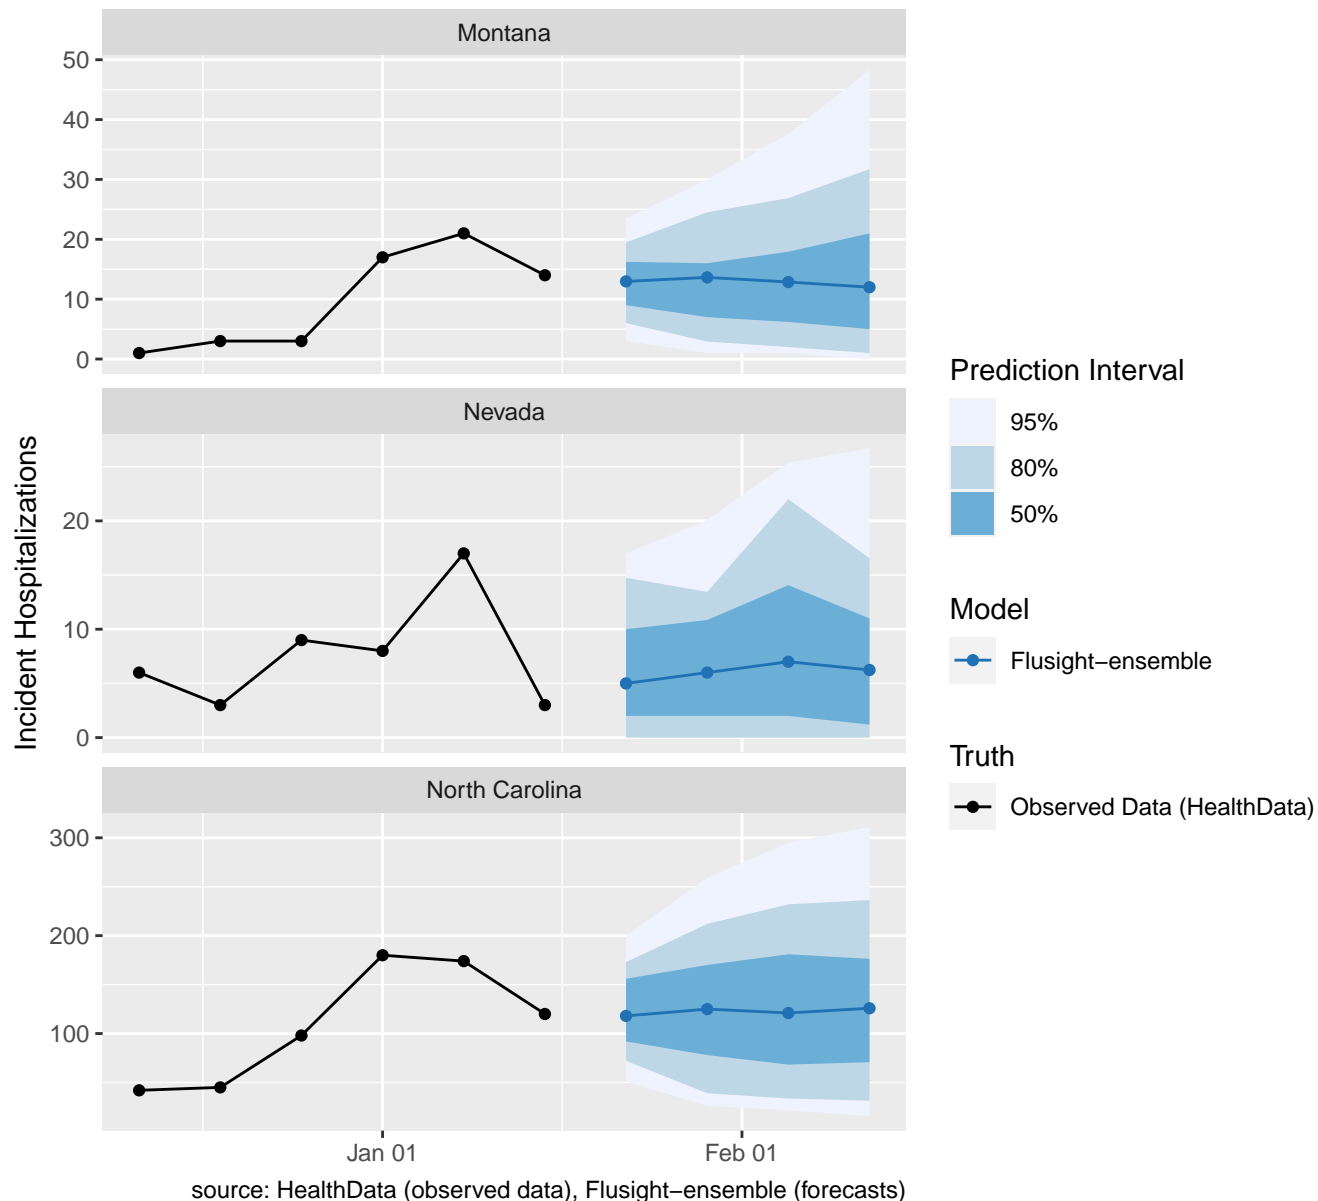 Montana
50
40
30
20
10
0
Nevada
20
10
0
North Carolina
300
200
100
Incident Hospitalizations
Jan 01
Feb 01
source: HealthData (observed data), Flusight−ensemble (forecasts)
Prediction Interval
95%
80%
50%
Model
Flusight−ensemble
Truth
Observed Data (HealthData)